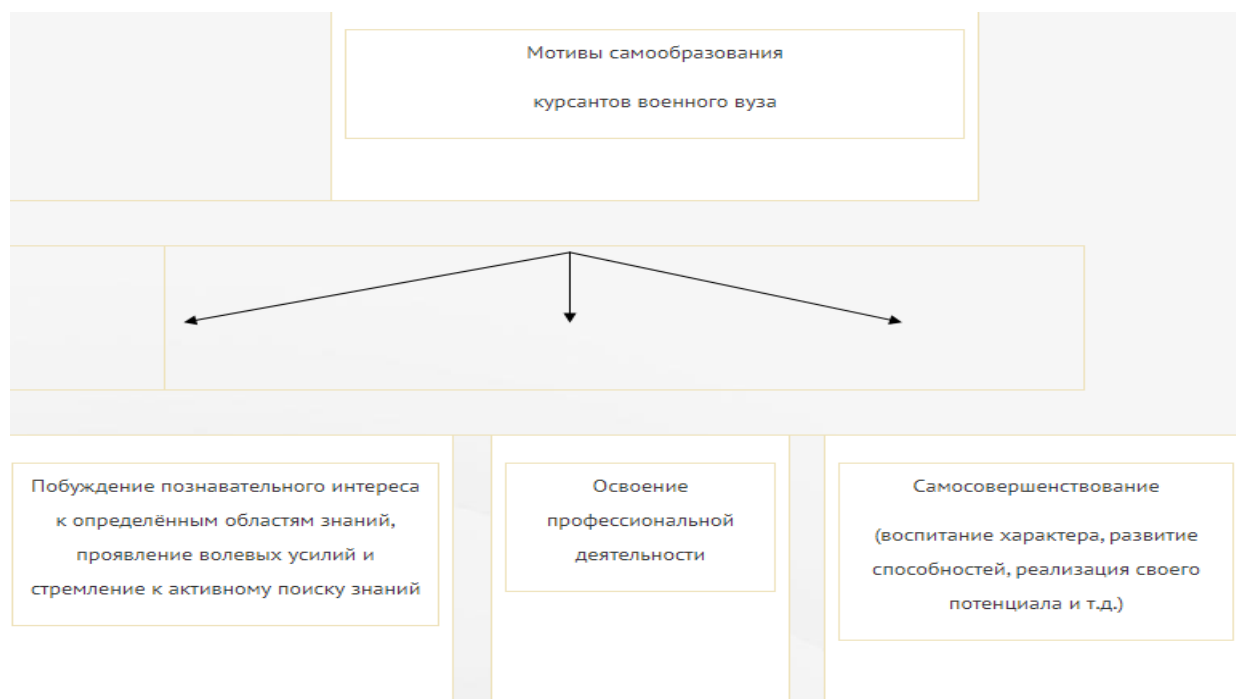 Мотивы самообразования
курсантов военного вуза
Побуждение познавательного интереса
к определённым областям знаний,
проявление волевых усилий и
стремление к активному поиску знаний
Освоение
профессиональной
деятельности
Самосовершенствование
(воспитание характера, развитие
способностей, реализация своего
потенциала и т.д.)